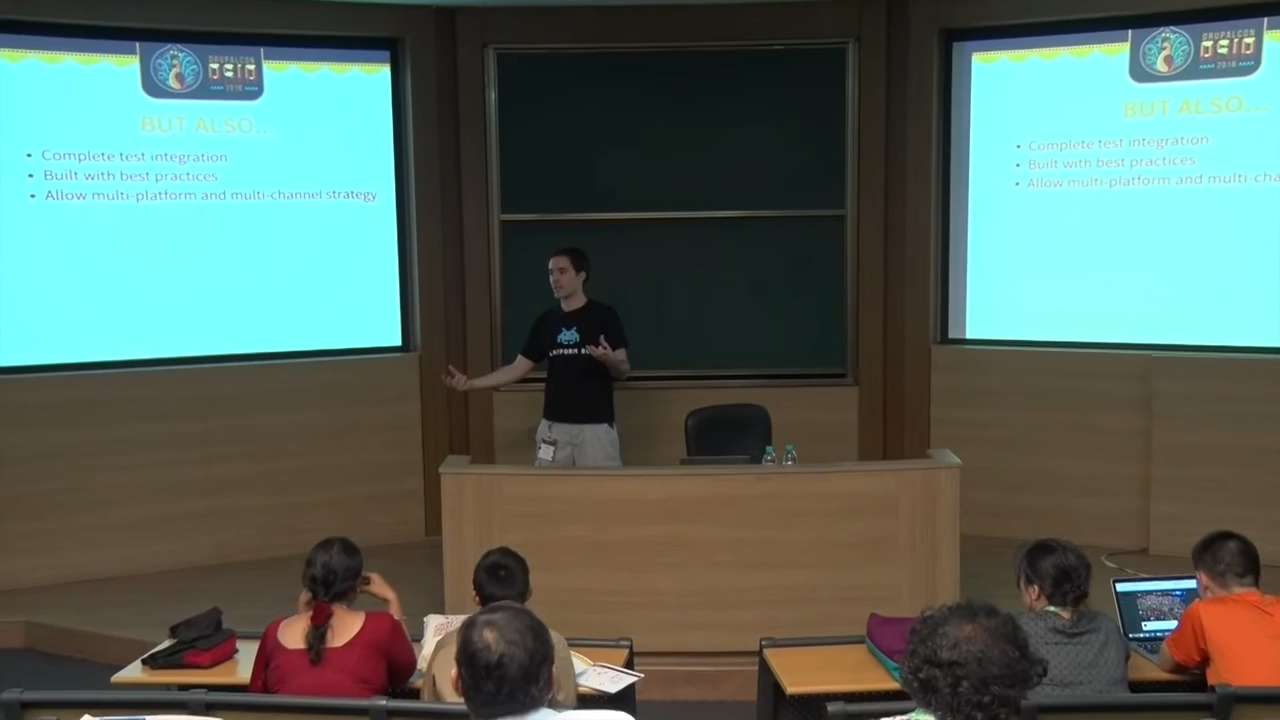 DRUPALCON
2016
BUT ALSO...
• Complete test integration
• Built with best practices
• Allow multi-platform and multi-channel strategy
DRUPALCON
2016
BUT ALSO...
• Complete test integration
• Built with best practices
• Allow multi-platform and multi-cha